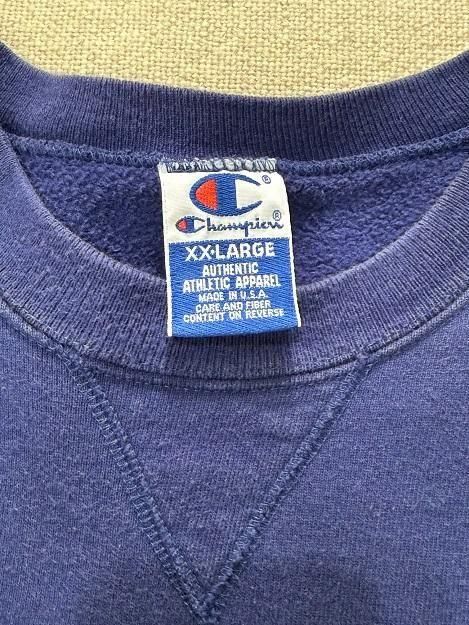 C®
Champion®
XX-LARGE
AUTHENTIC
ATHLETIC APPAREL
MADE IN U.S.A.
CARE AND FIBER
CONTENT ON REVERSE